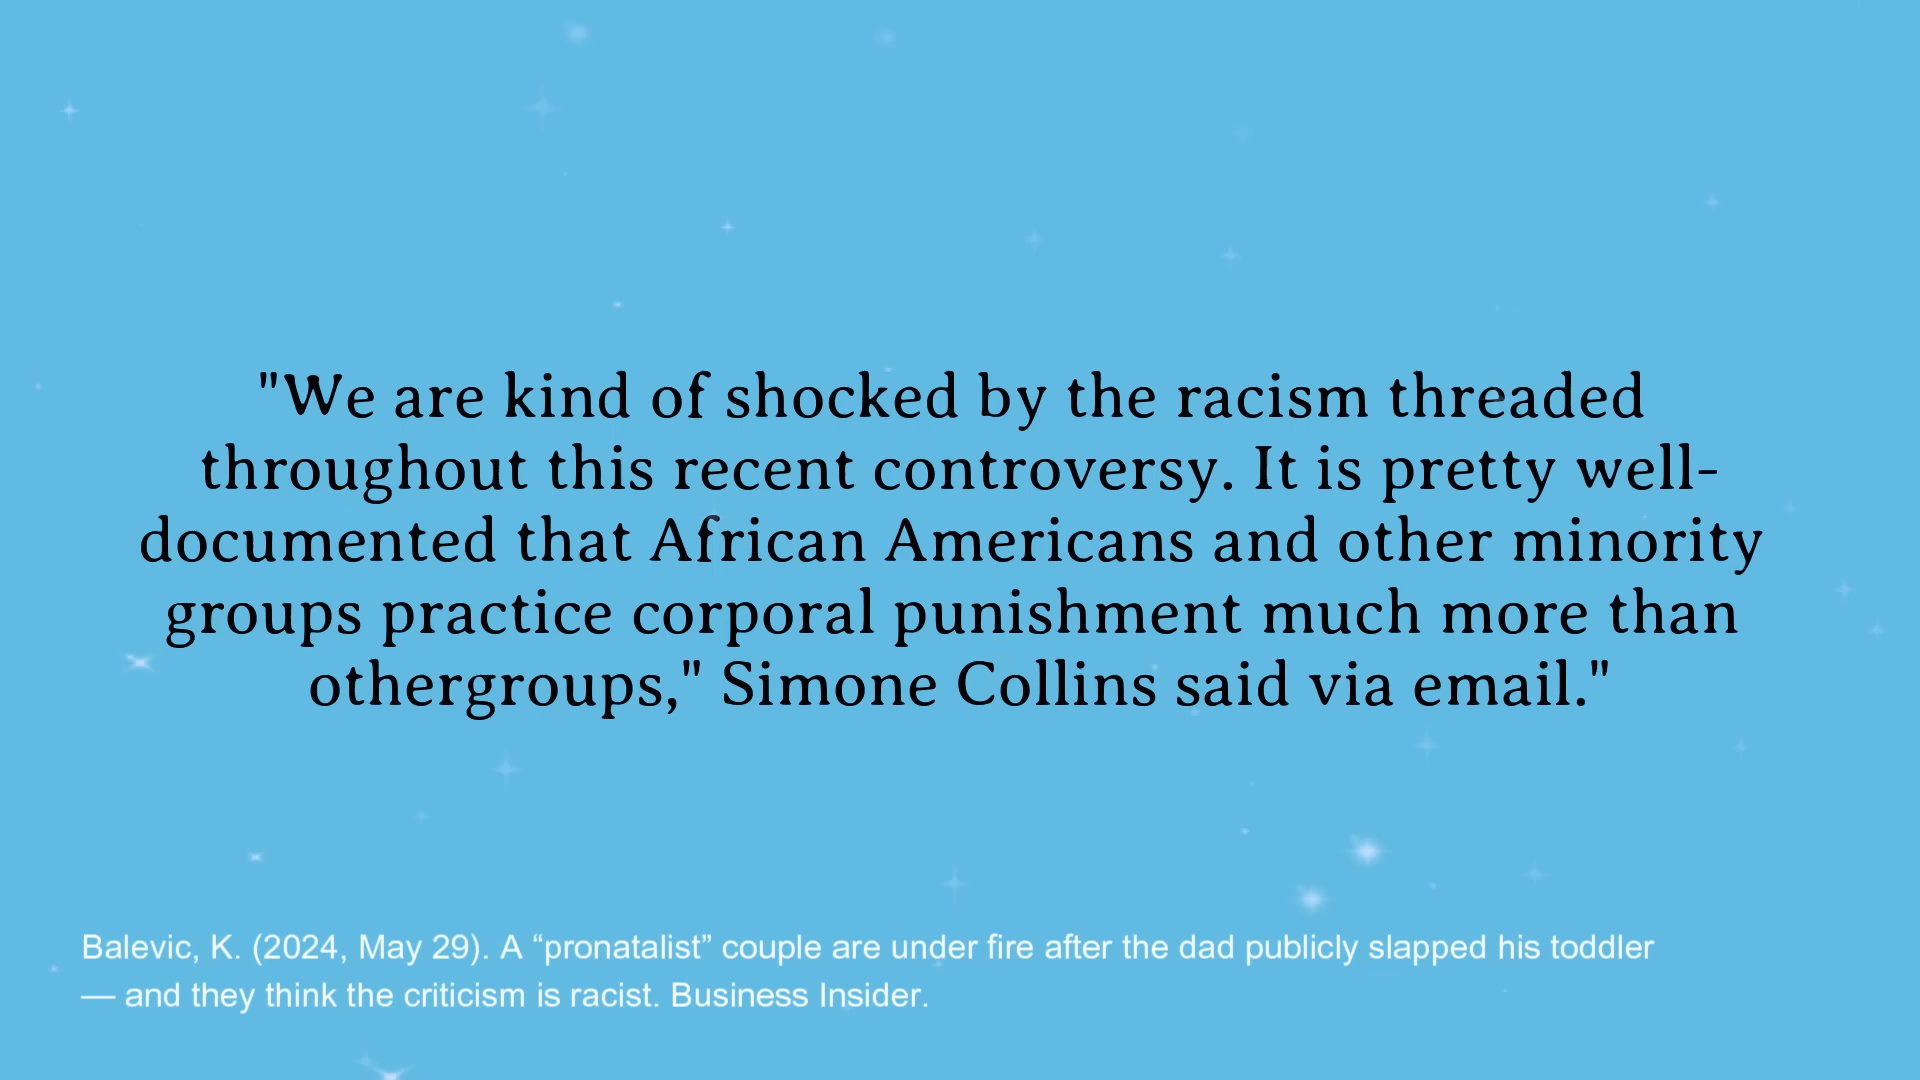 "We are kind of shocked by the racism threaded
throughout this recent controversy. It is pretty well-
documented that African Americans and other minority
groups practice corporal punishment much more than
othergroups," Simone Collins said via email."
Balevic, K. (2024, May 29). A “pronatalist” couple are under fire after the dad publicly slapped his toddler
— and they think the criticism is racist. Business Insider.